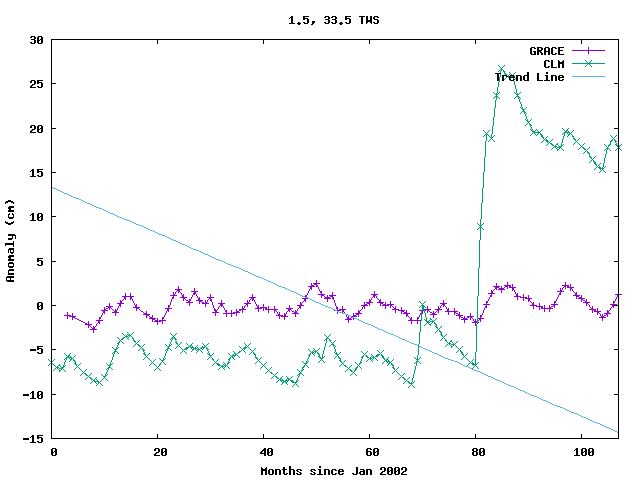 1.5, 33.5 TWS
GRACE
CLM
Trend Line
30
25
20
15
10
5
0
-5
-10
-15
Anomaly (cm)
0 20 40 60 80 100
Months since Jan 2002